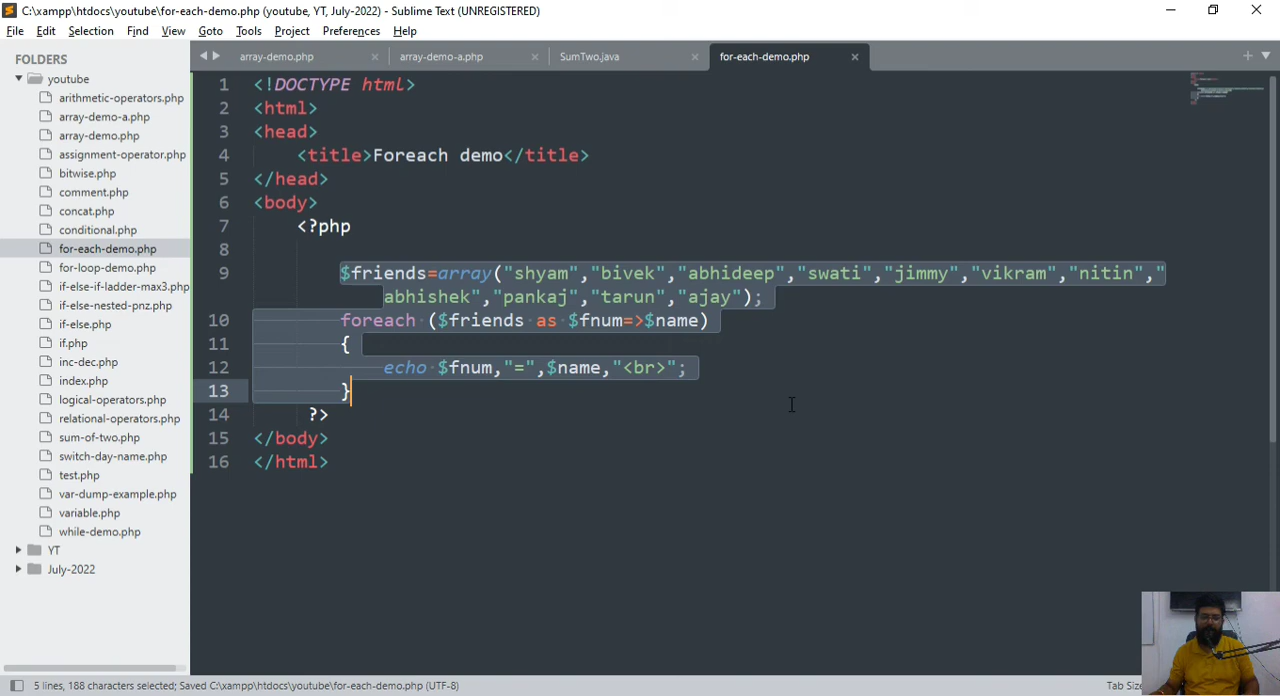 C:\xampp\htdocs\youtube\for-each-demo.php (youtube, YT, July-2022) - Sublime Text (UNREGISTERED)
File Edit Selection Find View Goto Tools Project Preferences Help
FOLDERS
youtube
arithmetic-operators.php
array-demo-a.php
array-demo.php
assignment-operator.php
bitwise.php
comment.php
concat.php
conditional.php
for-each-demo.php
for-loop-demo.php
if-else-if-ladder-max3.php
if-else-nested-pnz.php
if-else.php
if.php
inc-dec.php
index.php
logical-operators.php
relational-operators.php
sum-of-two.php
switch-day-name.php
test.php
var-dump-example.php
variable.php
while-demo.php
YT
July-2022
array-demo.php array-demo-a.php SumTwo.java for-each-demo.php
1 <!DOCTYPE html>
2 <html>
3 <head>
4 <title>Foreach demo</title>
5 </head>
6 <body>
7 <?php
8
9 $friends=array("shyam","bivek","abhideep","swati","jimmy","vikram","nitin","
abhishek","pankaj","tarun","ajay");
10 foreach ($friends as $fnum=>$name)
11 {
12 echo $fnum,"=",$name,"<br>";
13 }
14 ?>
15 </body>
16 </html>
5 lines, 188 characters selected; Saved C:\xampp\htdocs\youtube\for-each-demo.php (UTF-8)
Tab Size